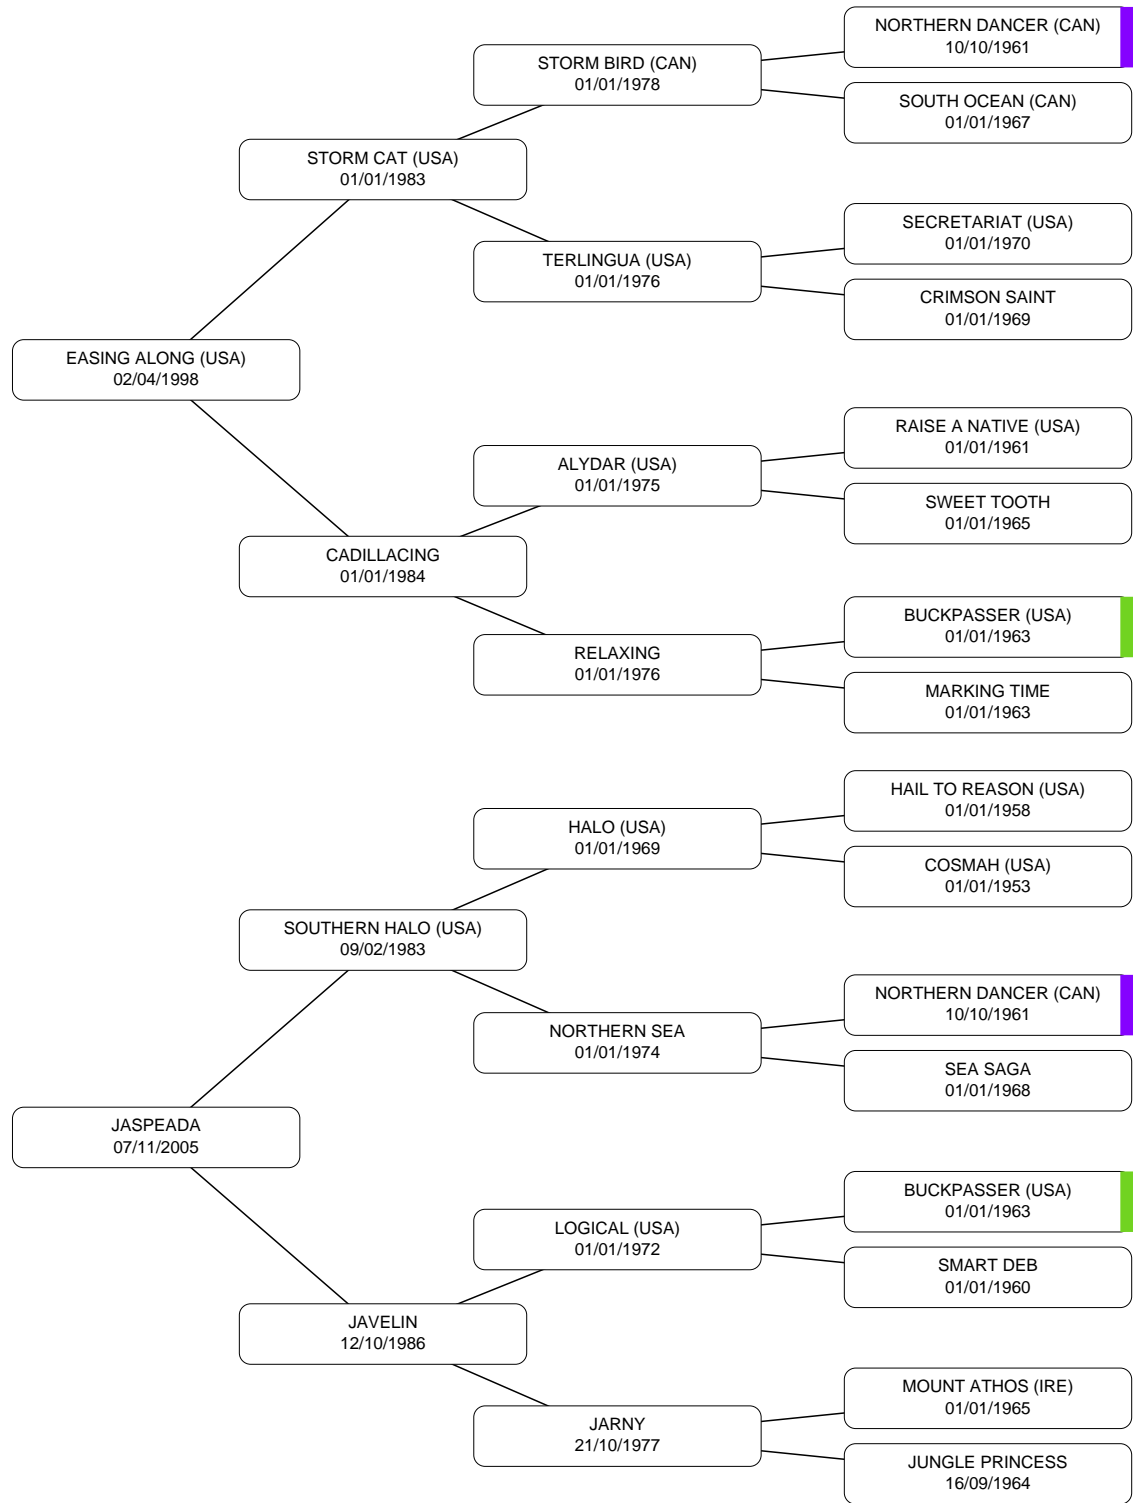 NORTHERN DANCER (CAN)
10/10/1961
STORM BIRD (CAN)
01/01/1978
SOUTH OCEAN (CAN)
01/01/1967
STORM CAT (USA)
01/01/1983
SECRETARIAT (USA)
01/01/1970
TERLINGUA (USA)
01/01/1976
CRIMSON SAINT
01/01/1969
EASING ALONG (USA)
02/04/1998
RAISE A NATIVE (USA)
01/01/1961
ALYDAR (USA)
01/01/1975
SWEET TOOTH
01/01/1965
CADILLACING
01/01/1984
BUCKPASSER (USA)
01/01/1963
RELAXING
01/01/1976
MARKING TIME
01/01/1963
HAIL TO REASON (USA)
01/01/1958
HALO (USA)
01/01/1969
COSMAH (USA)
01/01/1953
SOUTHERN HALO (USA)
09/02/1983
NORTHERN DANCER (CAN)
10/10/1961
NORTHERN SEA
01/01/1974
SEA SAGA
01/01/1968
JASPEADA
07/11/2005
BUCKPASSER (USA)
01/01/1963
LOGICAL (USA)
01/01/1972
SMART DEB
01/01/1960
JAVELIN
12/10/1986
MOUNT ATHOS (IRE)
01/01/1965
JARNY
21/10/1977
JUNGLE PRINCESS
16/09/1964